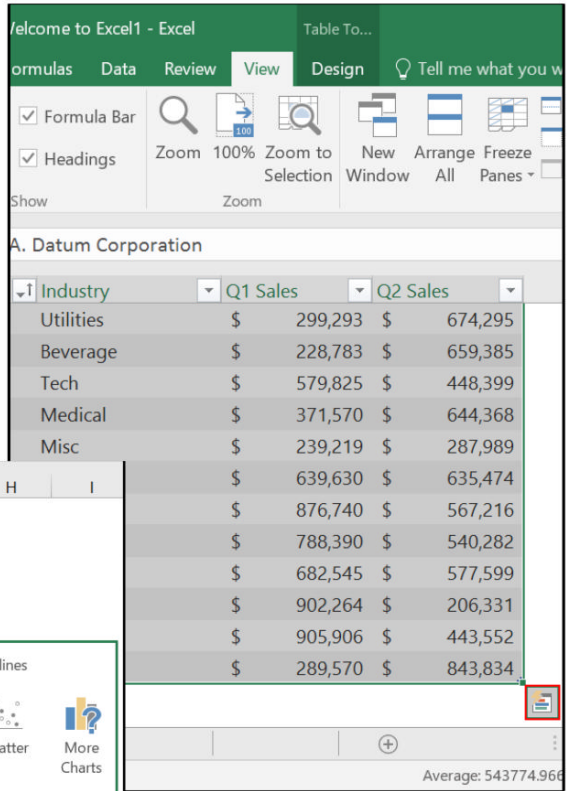 Welcome to Excel1 - Excel
Table To...
ormulas Data Review View Design Tell me what you w
Formula Bar
Headings
Show
Zoom 100% Zoom to Selection
100
Zoom
New Window Arrange All Freeze Panes
A. Datum Corporation
Industry Q1 Sales Q2 Sales
Utilities $ 299,293 $ 674,295
Beverage $ 228,783 $ 659,385
Tech $ 579,825 $ 448,399
Medical $ 371,570 $ 644,368
Misc $ 239,219 $ 287,989
$ 639,630 $ 635,474
$ 876,740 $ 567,216
$ 788,390 $ 540,282
$ 682,545 $ 577,599
$ 902,264 $ 206,331
$ 905,906 $ 443,552
$ 289,570 $ 843,834
H I
lines
atter More Charts
Average: 543774.966